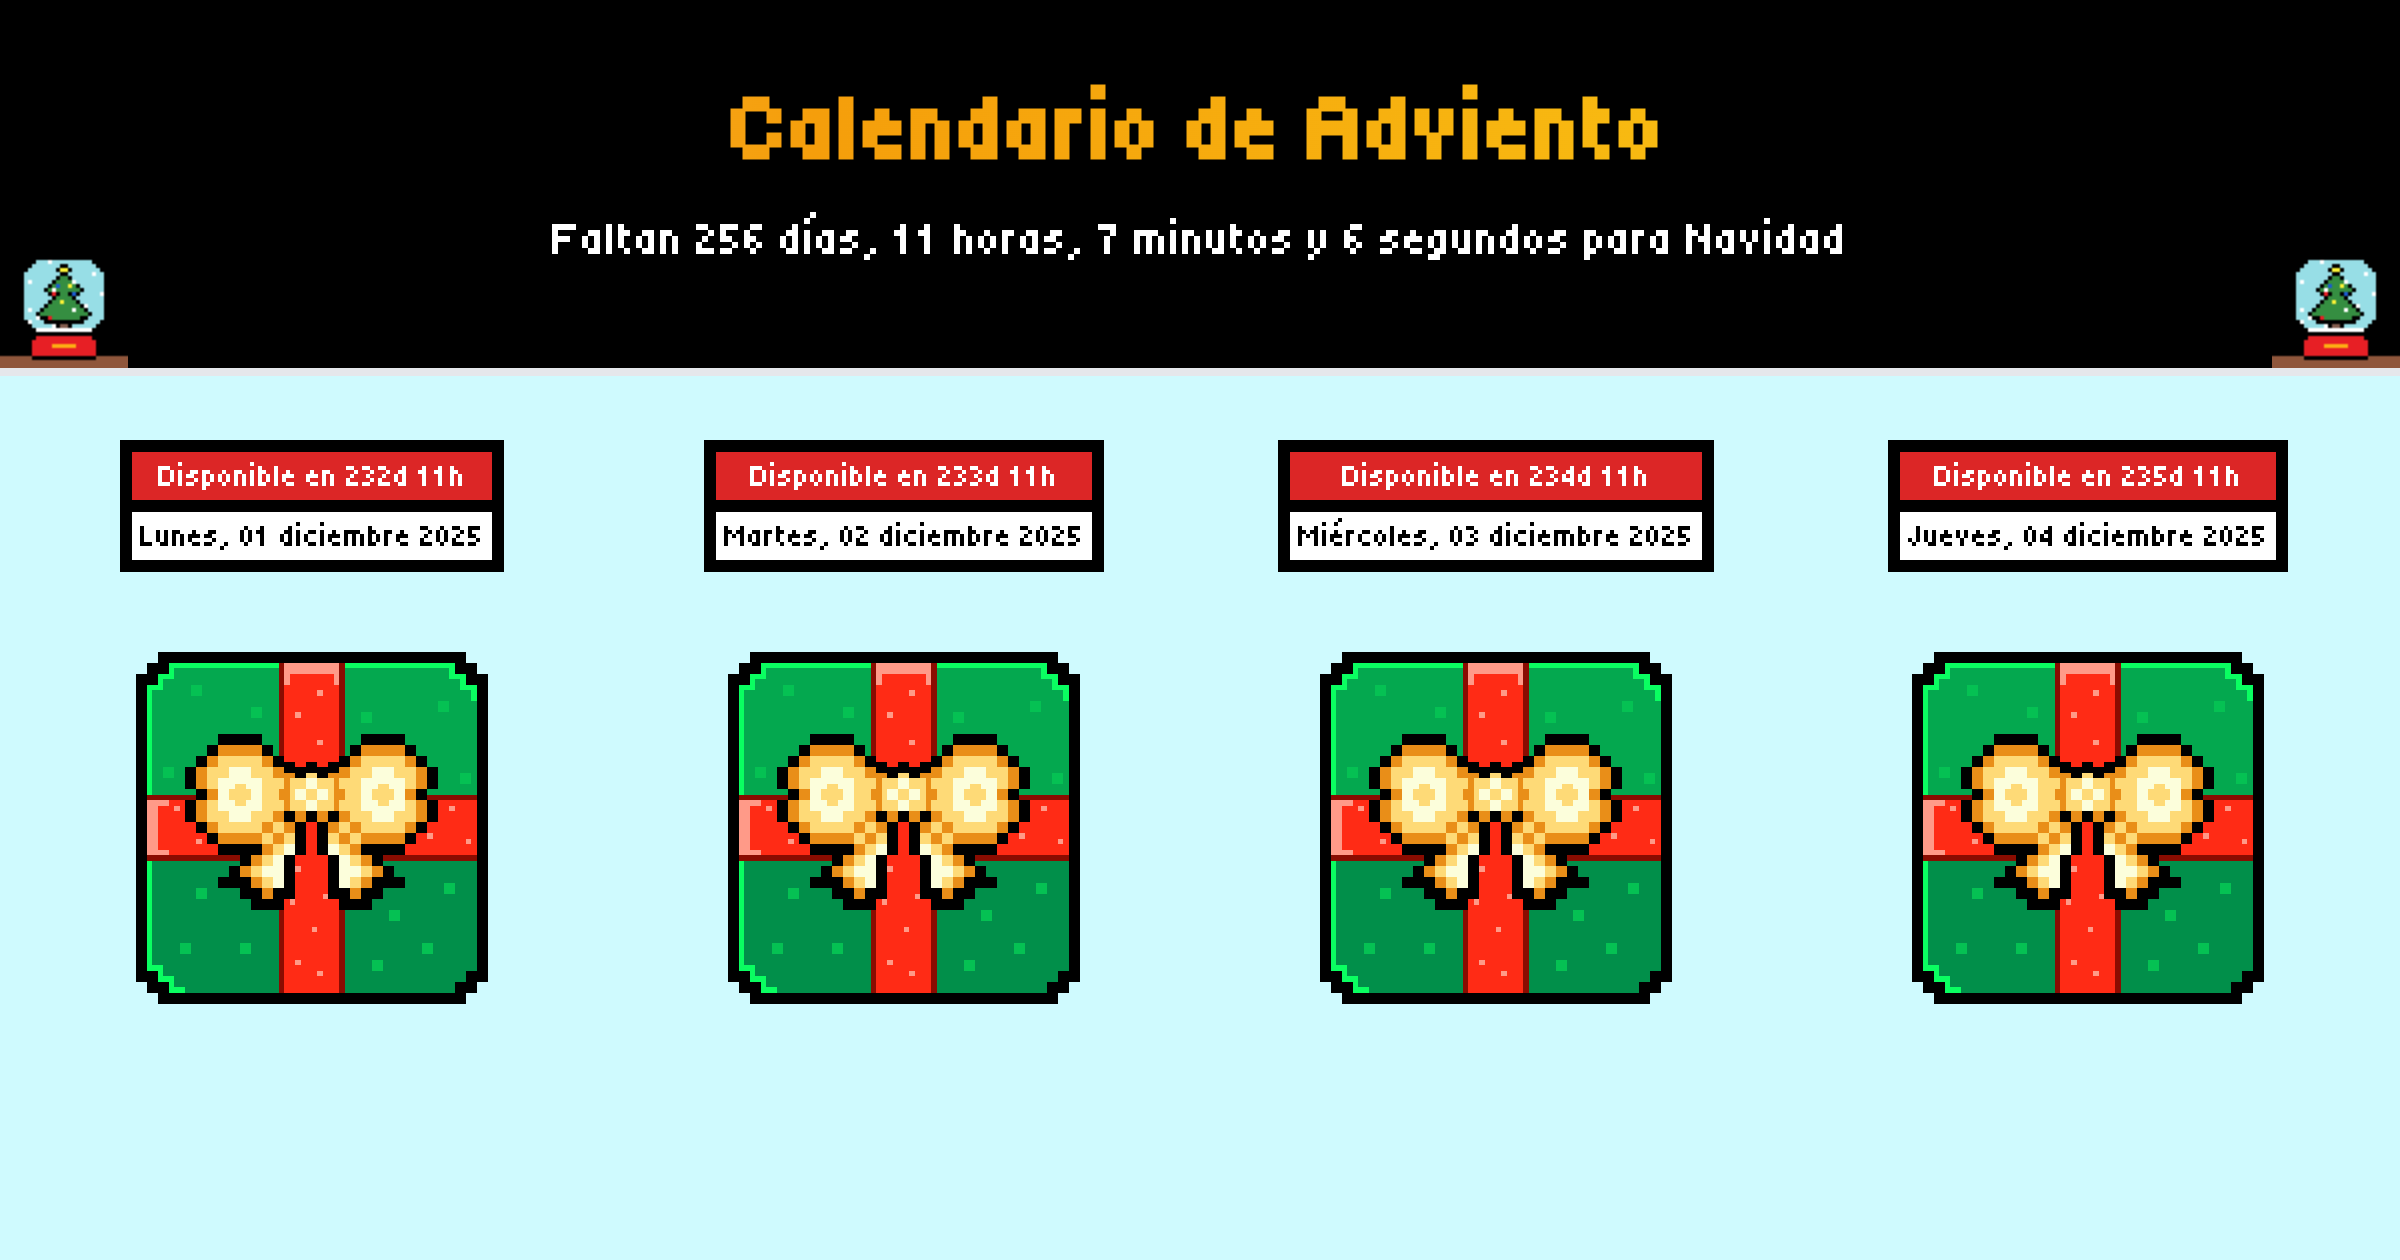 Calendario de Adviento
Faltan 256 días, 11 horas, 7 minutos y 6 segundos para Navidad
Disponible en 232d 11h
Lunes, 01 diciembre 2025
Disponible en 233d 11h
Martes, 02 diciembre 2025
Disponible en 234d 11h
Miércoles, 03 diciembre 2025
Disponible en 235d 11h
Jueves, 04 diciembre 2025